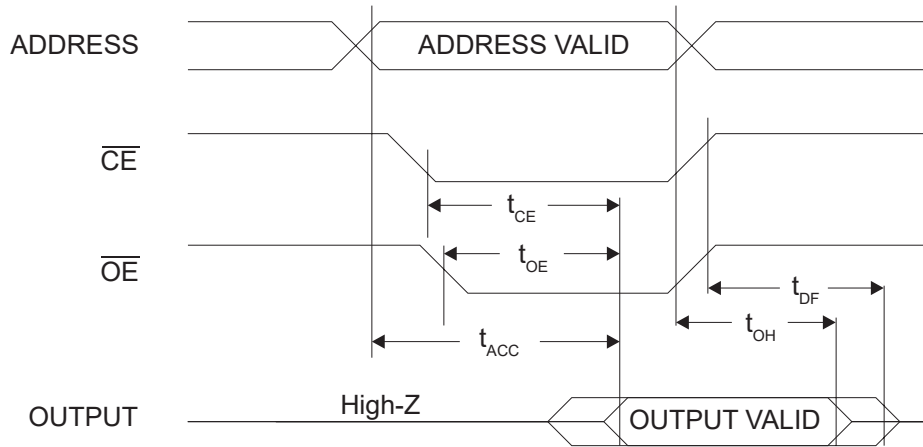 ADDRESS
ADDRESS VALID
CE
tCE
OE
tOE
tDF
tOH
tACC
High-Z
OUTPUT
OUTPUT VALID